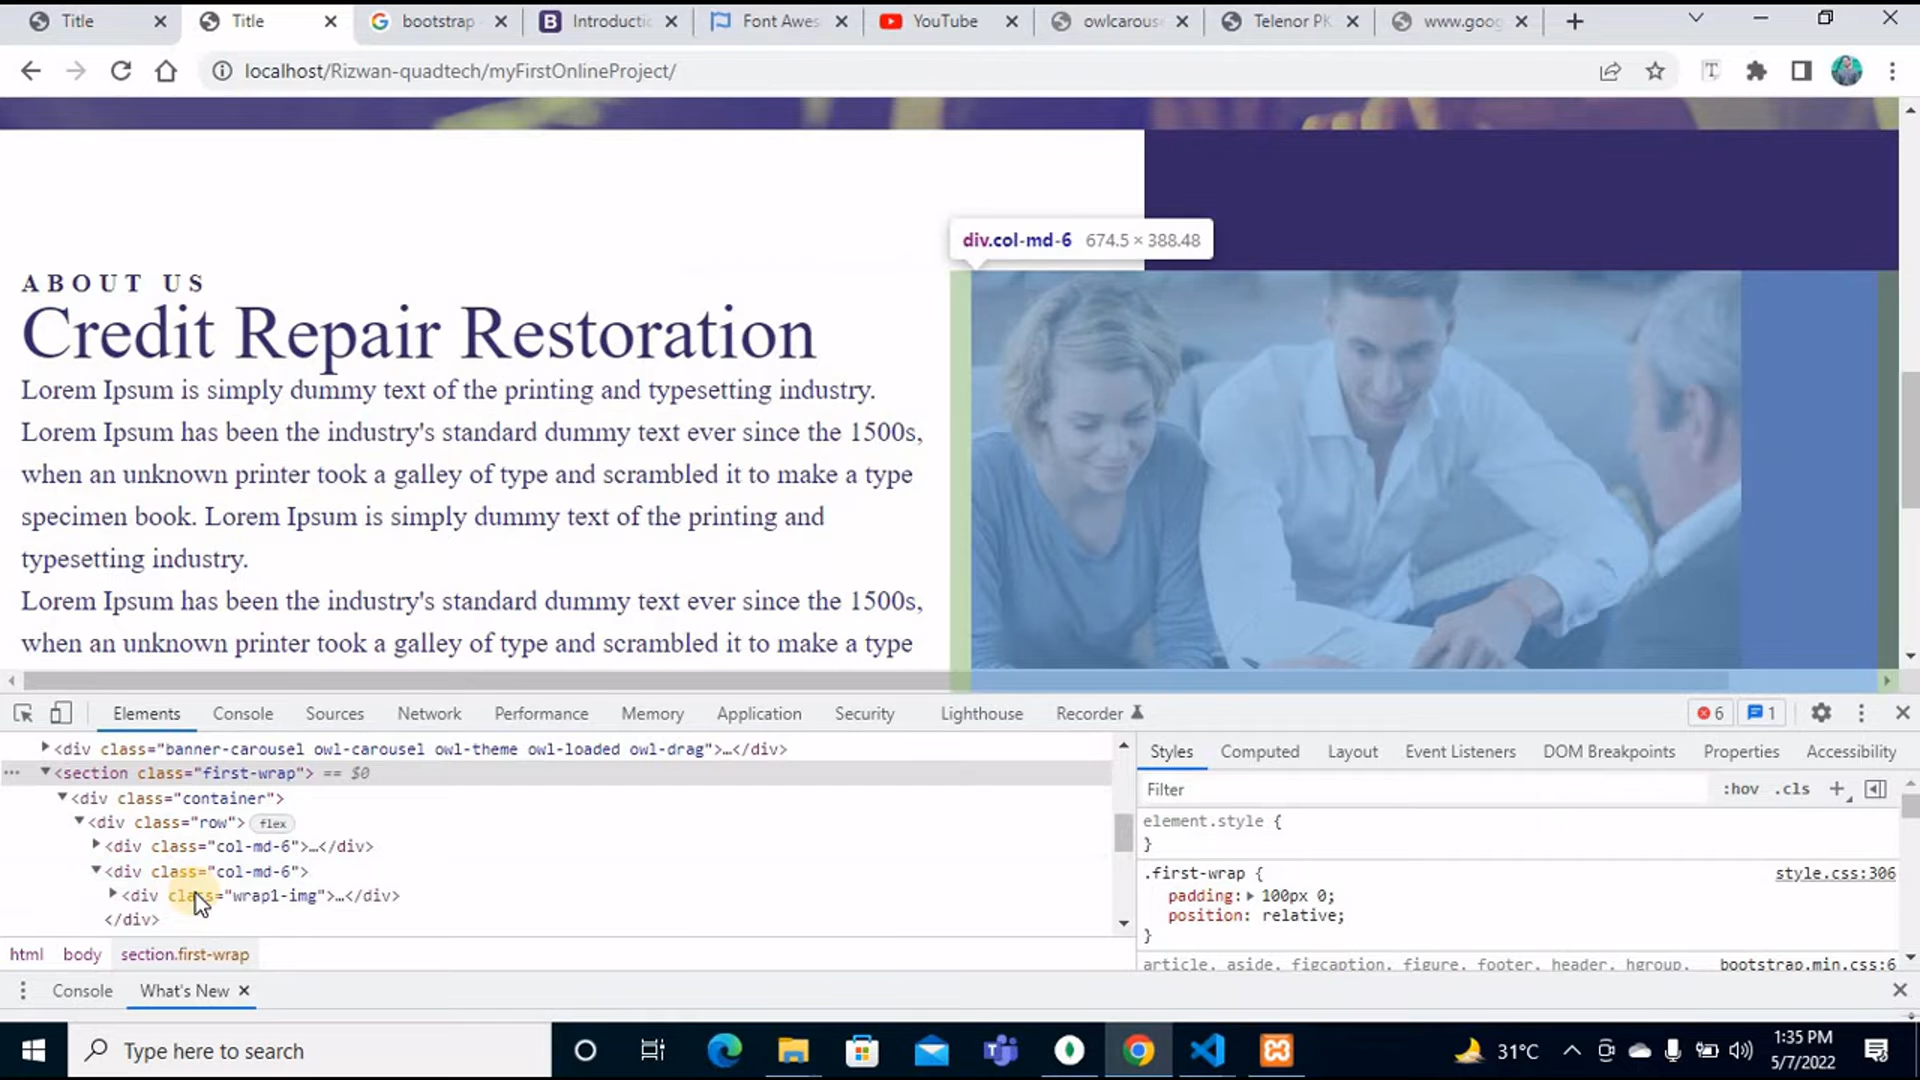 Title
Title
bootstrap
Introductio
Font Awes
YouTube
owlcarous
Telenor PK
www.goog
localhost/Rizwan-quadtech/myFirstOnlineProject/
div.col-md-6 674.5 × 388.48
ABOUT US
Credit Repair Restoration
Lorem Ipsum is simply dummy text of the printing and typesetting industry.
Lorem Ipsum has been the industry's standard dummy text ever since the 1500s,
when an unknown printer took a galley of type and scrambled it to make a type
specimen book. Lorem Ipsum is simply dummy text of the printing and
typesetting industry.
Lorem Ipsum has been the industry's standard dummy text ever since the 1500s,
when an unknown printer took a galley of type and scrambled it to make a type
Elements Console Sources Network Performance Memory Application Security Lighthouse Recorder 6 1
<div class="banner-carousel owl-carousel owl-theme owl-loaded owl-drag">…</div>
<section class="first-wrap"> == $0
<div class="container">
<div class="row"> flex
<div class="col-md-6">…</div>
<div class="col-md-6">
<div class="wrap1-img">…</div>
</div>
html body section.first-wrap
Styles Computed Layout Event Listeners DOM Breakpoints Properties Accessibility
Filter :hov .cls
element.style {
}
.first-wrap { style.css:306
padding: 100px 0;
position: relative;
}
article, aside, figcaption, figure, footer, header, hgroup, bootstrap.min.css:6
Console What's New
Type here to search
31°C
1:35 PM
5/7/2022